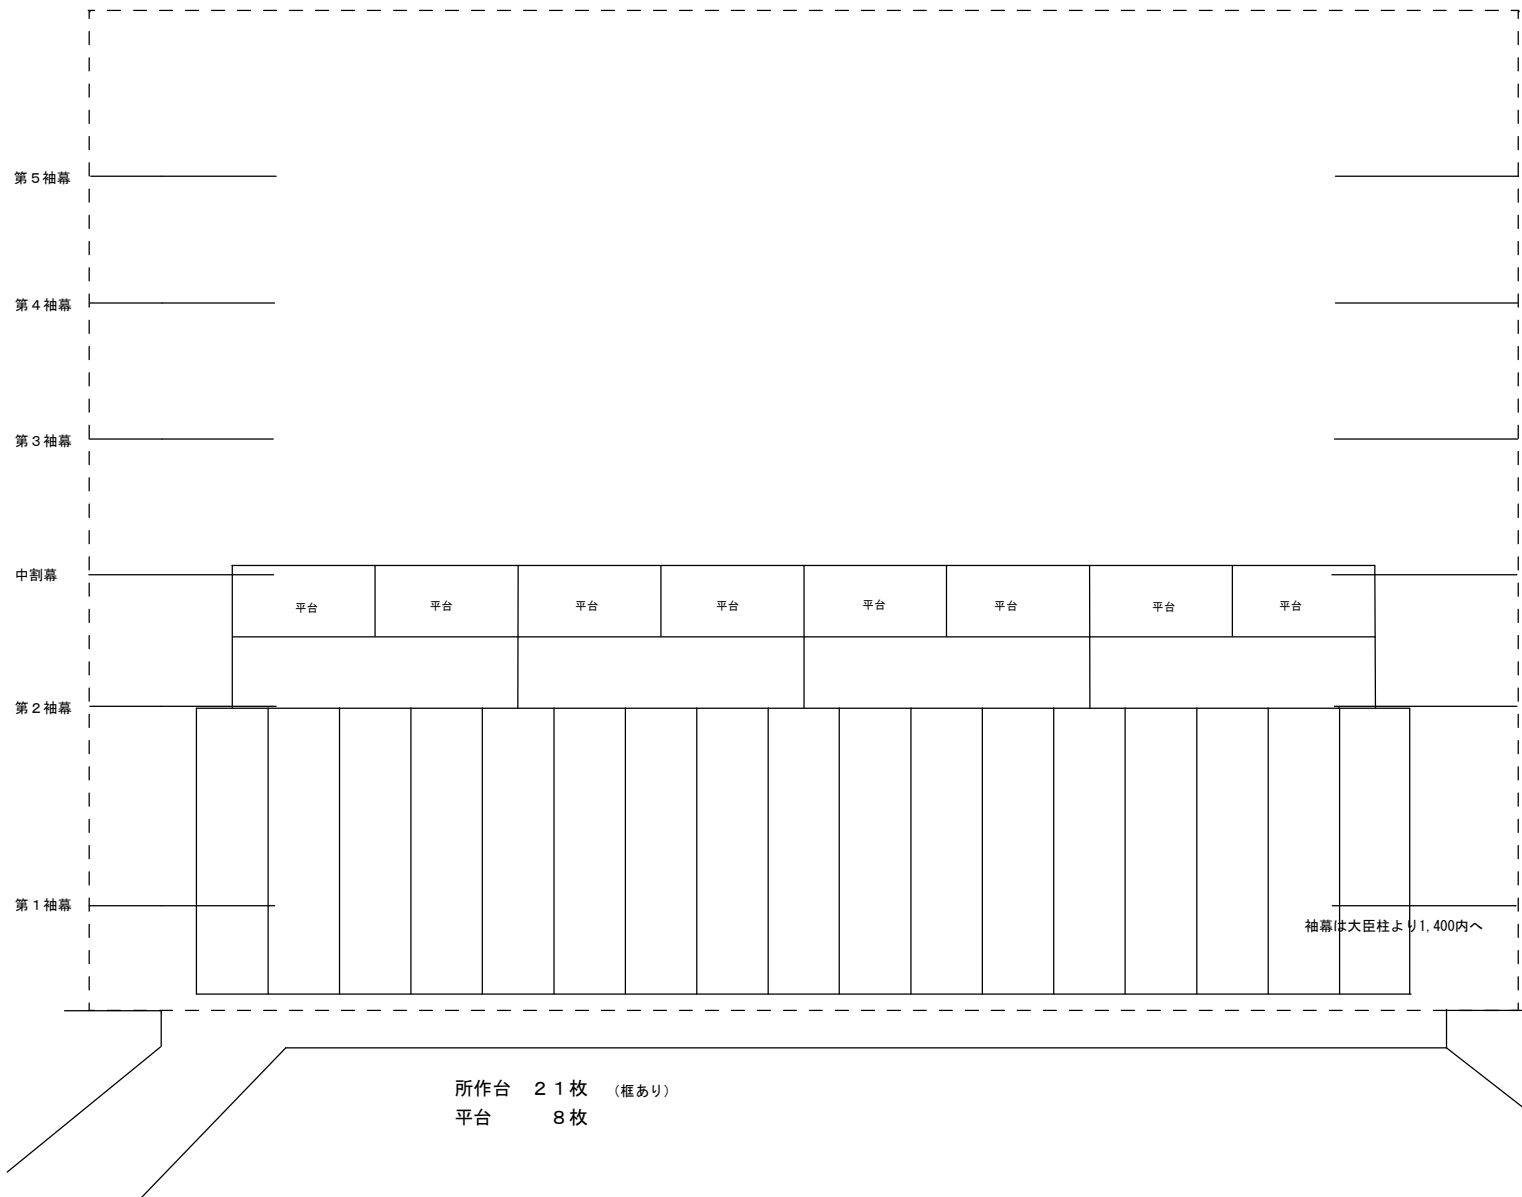 第５袖幕
第４袖幕
第３袖幕
中割幕
平台 平台 平台 平台 平台 平台 平台 平台
第２袖幕
第１袖幕
袖幕は大臣柱より1,400内へ
所作台　２１枚　（框あり）
平台　　　８枚